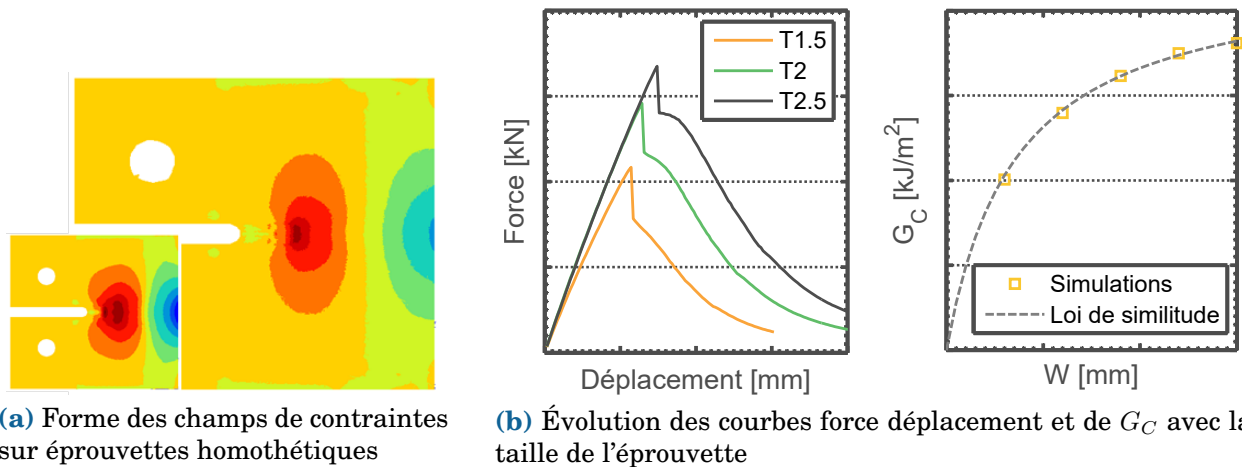 T1.5
T2
T2.5
Force [kN]
Déplacement [mm]
G_C [kJ/m²]
Simulations
Loi de similitude
W [mm]
(a) Forme des champs de contraintes
sur éprouvettes homothétiques
(b) Évolution des courbes force déplacement et de G_C avec la
taille de l'éprouvette